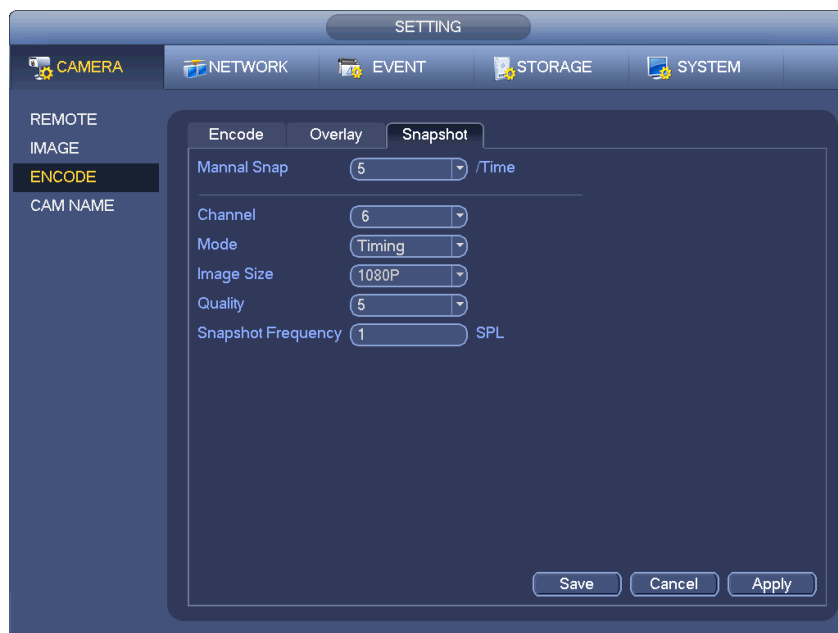 SETTING
CAMERA NETWORK EVENT STORAGE SYSTEM
REMOTE
IMAGE
ENCODE
CAM NAME
Encode Overlay Snapshot
Mannal Snap 5 /Time
Channel 6
Mode Timing
Image Size 1080P
Quality 5
Snapshot Frequency 1 SPL
Save Cancel Apply